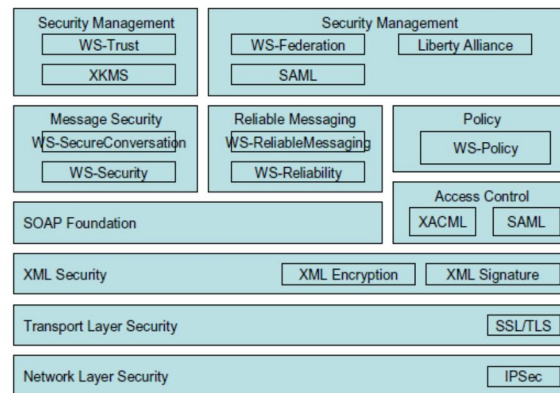 Security Management
WS-Trust
XKMS
Security Management
WS-Federation
Liberty Alliance
SAML
Message Security
WS-SecureConversation
WS-Security
Reliable Messaging
WS-ReliableMessaging
WS-Reliability
Policy
WS-Policy
Access Control
XACML
SAML
SOAP Foundation
XML Security
XML Encryption
XML Signature
Transport Layer Security
SSL/TLS
Network Layer Security
IPSec